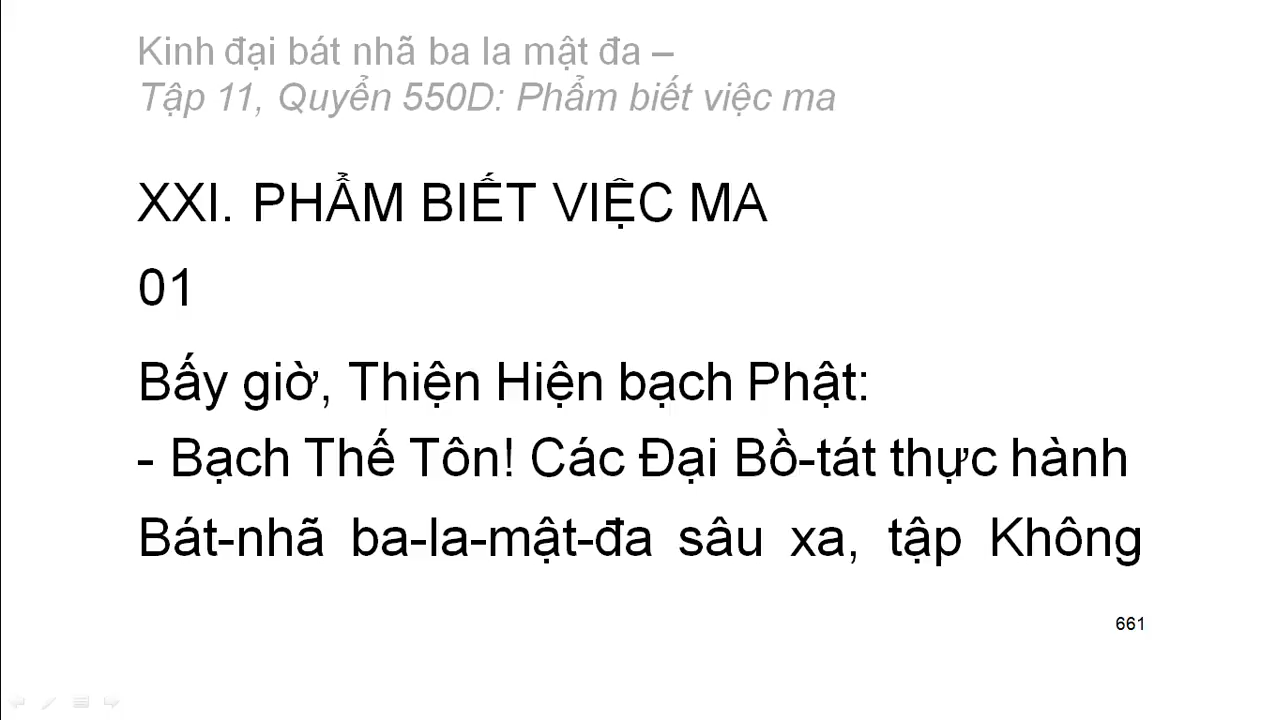 Kinh đại bát nhã ba la mật đa –
Tập 11, Quyển 550D: Phẩm biết việc ma
XXI. PHẨM BIẾT VIỆC MA
01
Bấy giờ, Thiện Hiện bạch Phật:
- Bạch Thế Tôn! Các Đại Bồ-tát thực hành
Bát-nhã ba-la-mật-đa sâu xa, tập Không
661